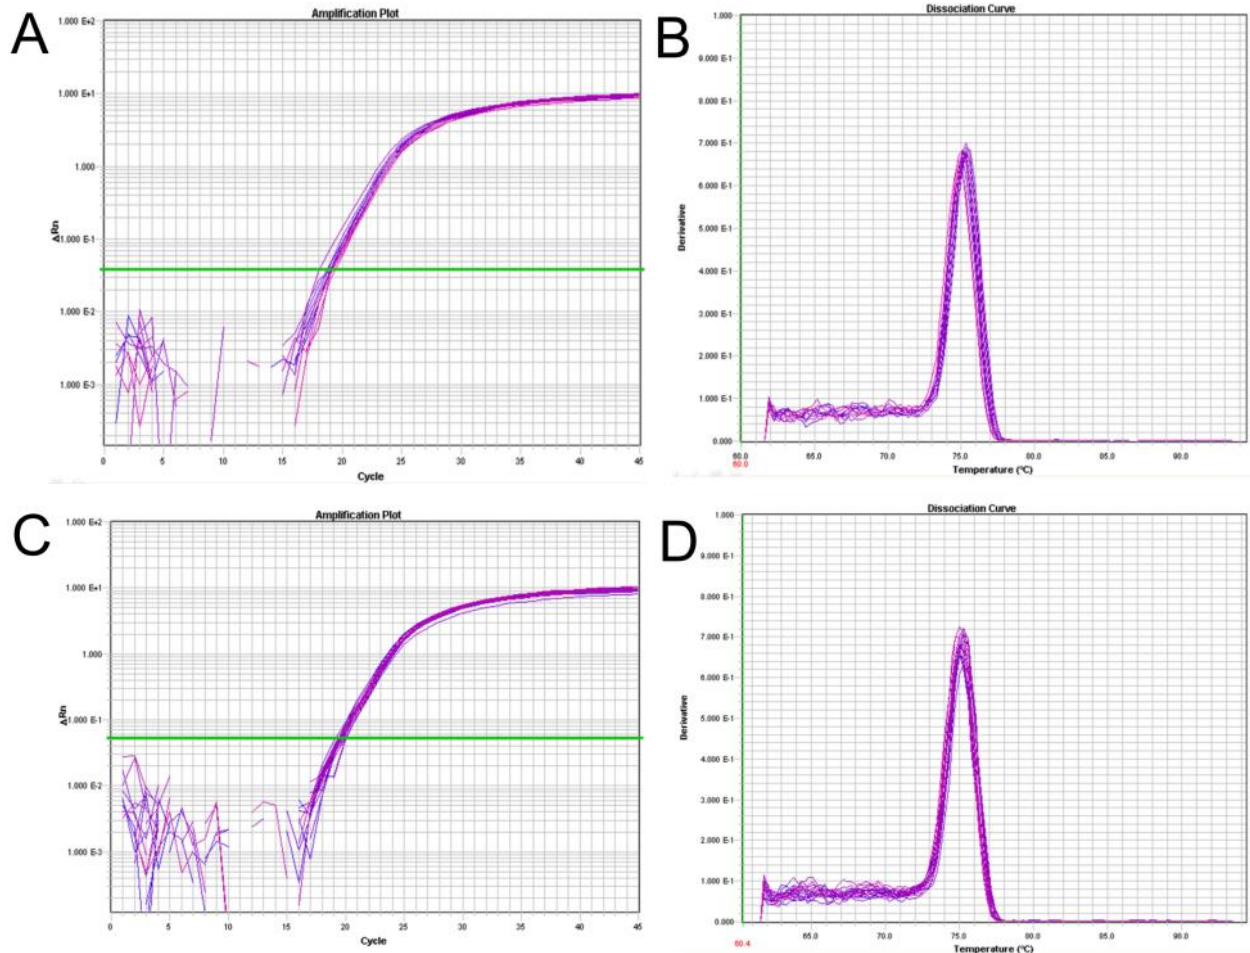 A
Amplification Plot
1.000 E+2
1.000 E+1
1.000
1.000 E-1
1.000 E-2
1.000 E-3
ΔRn
0 5 10 15 20 25 30 35 40 45
Cycle
B
Dissociation Curve
1.000
9.000 E-1
8.000 E-1
7.000 E-1
6.000 E-1
5.000 E-1
4.000 E-1
3.000 E-1
2.000 E-1
1.000 E-1
0.000
Derivative
60.0 65.0 70.0 75.0 80.0 85.0 90.0
60.0
Temperature (°C)
C
Amplification Plot
1.000 E+2
1.000 E+1
1.000
1.000 E-1
1.000 E-2
1.000 E-3
ΔRn
0 5 10 15 20 25 30 35 40 45
Cycle
D
Dissociation Curve
1.000
9.000 E-1
8.000 E-1
7.000 E-1
6.000 E-1
5.000 E-1
4.000 E-1
3.000 E-1
2.000 E-1
1.000 E-1
0.000
Derivative
65.0 70.0 75.0 80.0 85.0 90.0
60.4
Temperature (°C)